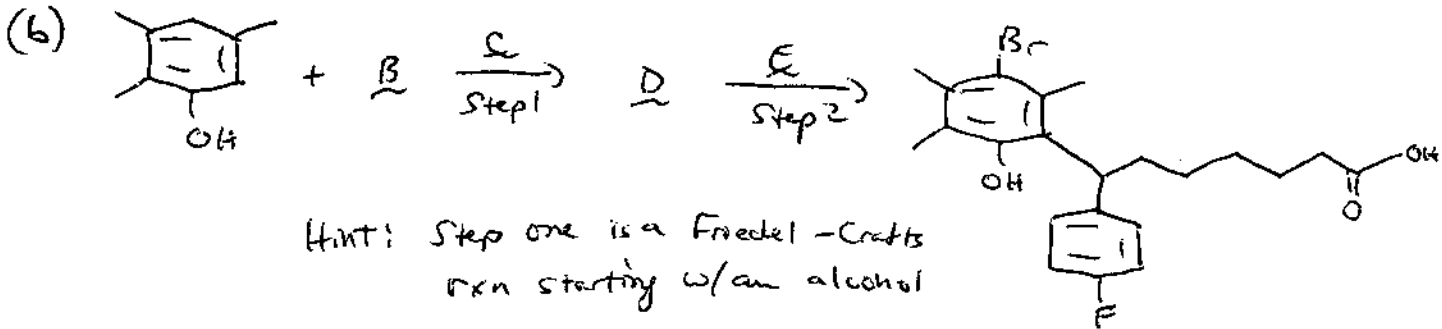 (b)
OH
+ B
C
Step 1
D
E
Step 2
Br
OH
OH
O
F
Hint: Step one is a Friedel-Crafts
rxn starting w/an alcohol